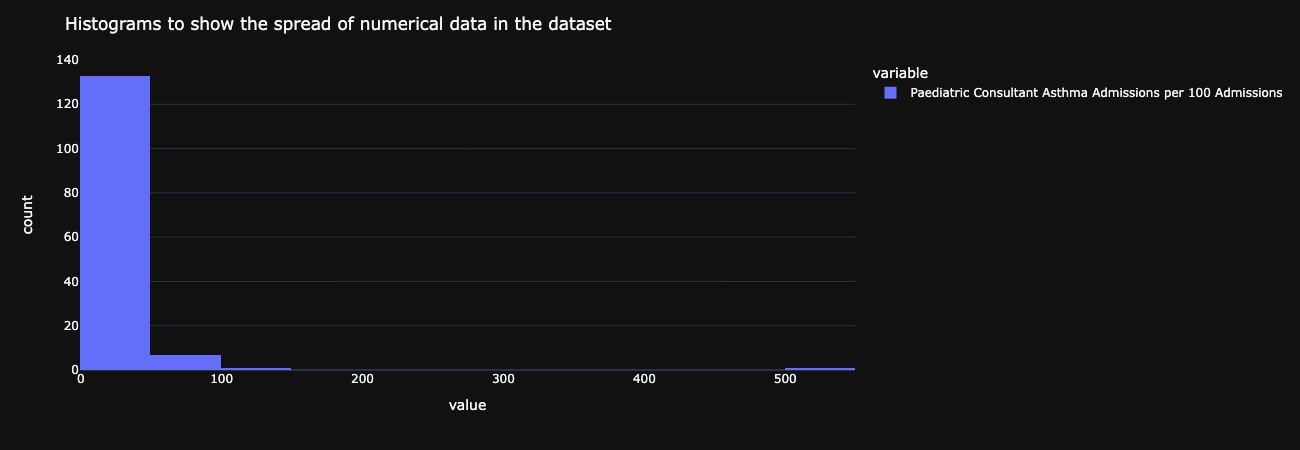 Histograms to show the spread of numerical data in the dataset
140
120
100
80
60
40
20
0
count
0 100 200 300 400 500
value
variable
Paediatric Consultant Asthma Admissions per 100 Admissions